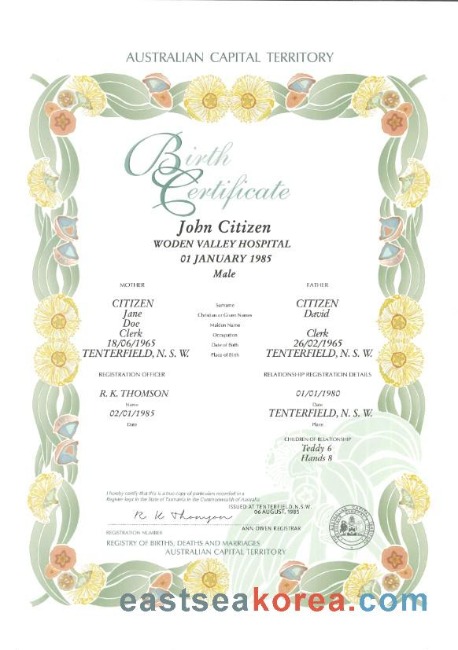 AUSTRALIAN CAPITAL TERRITORY
Birth
Certificate
John Citizen
WODEN VALLEY HOSPITAL
01 JANUARY 1985
Male
MOTHER FATHER
CITIZEN Surname CITIZEN
Jane Christian or Given Names David
Doe Maiden Name
Clerk Occupation Clerk
18/06/1965 Date of Birth 26/02/1965
TENTERFIELD, N. S. W. Place of Birth TENTERFIELD, N. S. W.
REGISTRATION OFFICER RELATIONSHIP REGISTRATION DETAILS
R. K. THOMSON 01/01/1980
Name Date
02/01/1985 TENTERFIELD, N. S. W.
Date Place
CHILDREN OF RELATIONSHIP
Teddy 6
Hands 8
I hereby certify that this is a true copy of particulars recorded in a
Register kept in the State of Tasmania in the Commonwealth of Australia
ISSUED AT TENTERFIELD N.S.W.
06 AUGUST, 1985
R K Thomson
ANN OWEN REGISTRAR
REGISTRATION NUMBER
REGISTRY OF BIRTHS, DEATHS AND MARRIAGES
AUSTRALIAN CAPITAL TERRITORY
eastseakorea.com